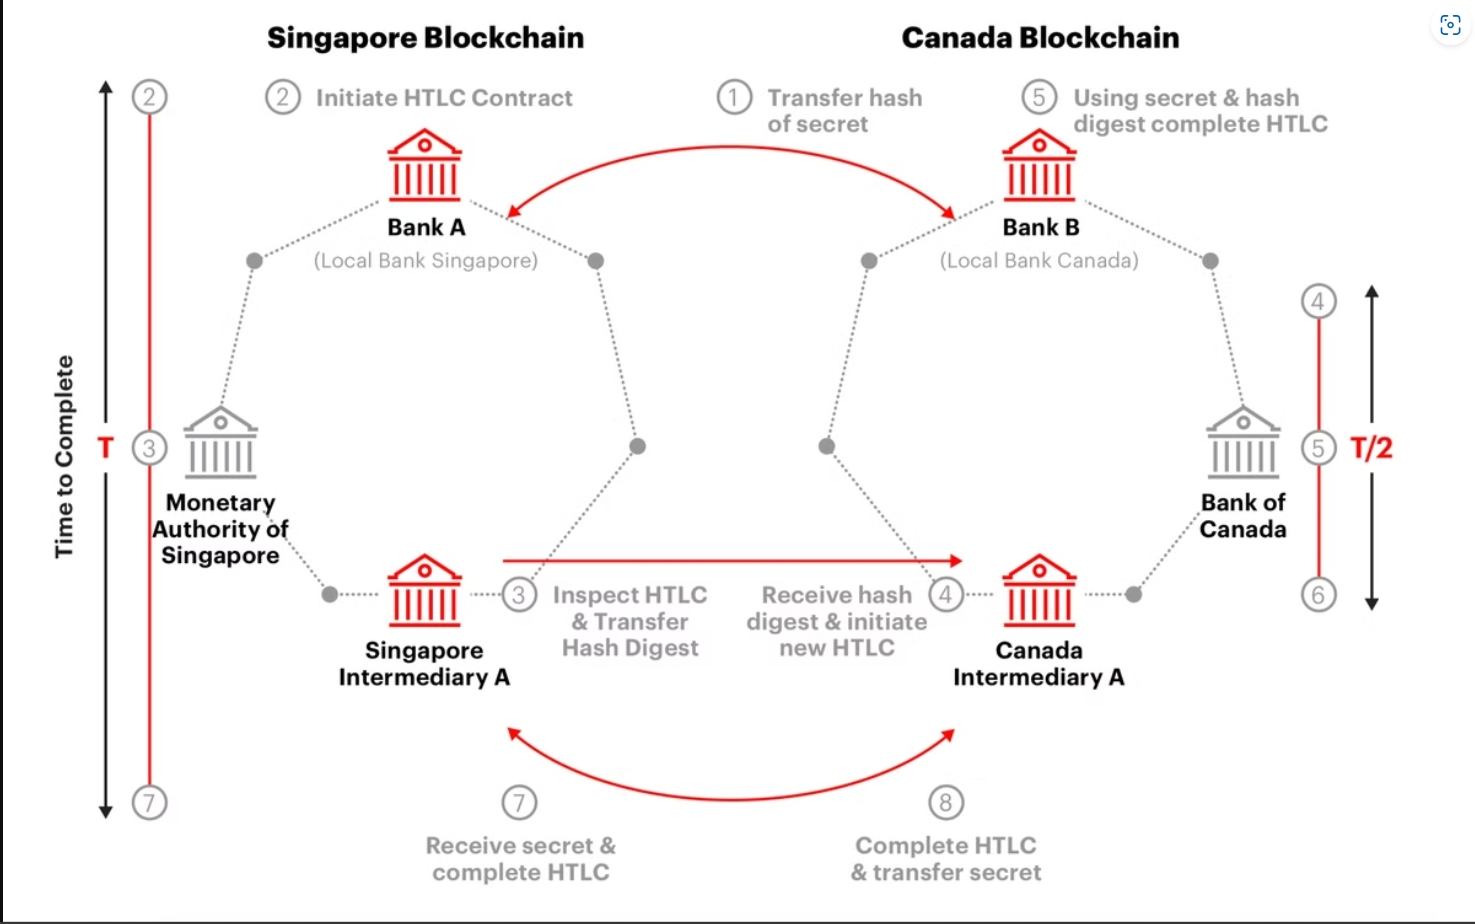 Singapore Blockchain
Canada Blockchain
2
2 Initiate HTLC Contract
1 Transfer hash
of secret
5 Using secret & hash
digest complete HTLC
Bank A
(Local Bank Singapore)
Bank B
(Local Bank Canada)
4
Time to Complete
T
3
Monetary
Authority of
Singapore
Bank of
Canada
5
T/2
3 Inspect HTLC
& Transfer
Hash Digest
Receive hash 4
digest & initiate
new HTLC
6
Singapore
Intermediary A
Canada
Intermediary A
7
7
Receive secret &
complete HTLC
8
Complete HTLC
& transfer secret